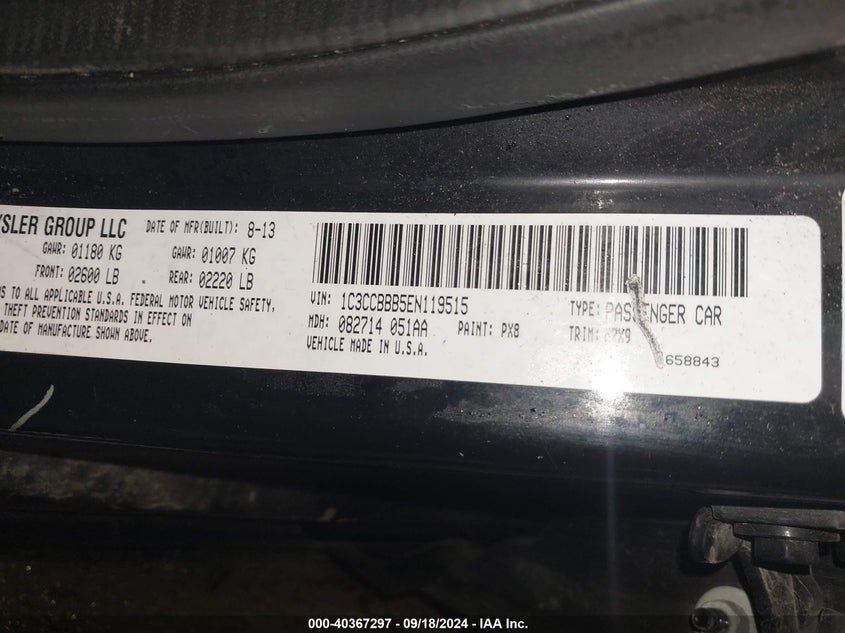 YSLER GROUP LLC DATE OF MFR(BUILT): 8-13
GAWR: 01180 KG GAWR: 01007 KG
FRONT: 02600 LB REAR: 02220 LB
S TO ALL APPLICABLE U.S.A. FEDERAL MOTOR VEHICLE SAFETY,
THEFT PREVENTION STANDARDS IN EFFECT ON
DATE OF MANUFACTURE SHOWN ABOVE.
VIN: 1C3CCBBB5EN119515 TYPE: PASSENGER CAR
MDH: 082714 051AA PAINT: PX8 TRIM:
VEHICLE MADE IN U.S.A.
658843
000-40367297 - 09/18/2024 - IAA Inc.